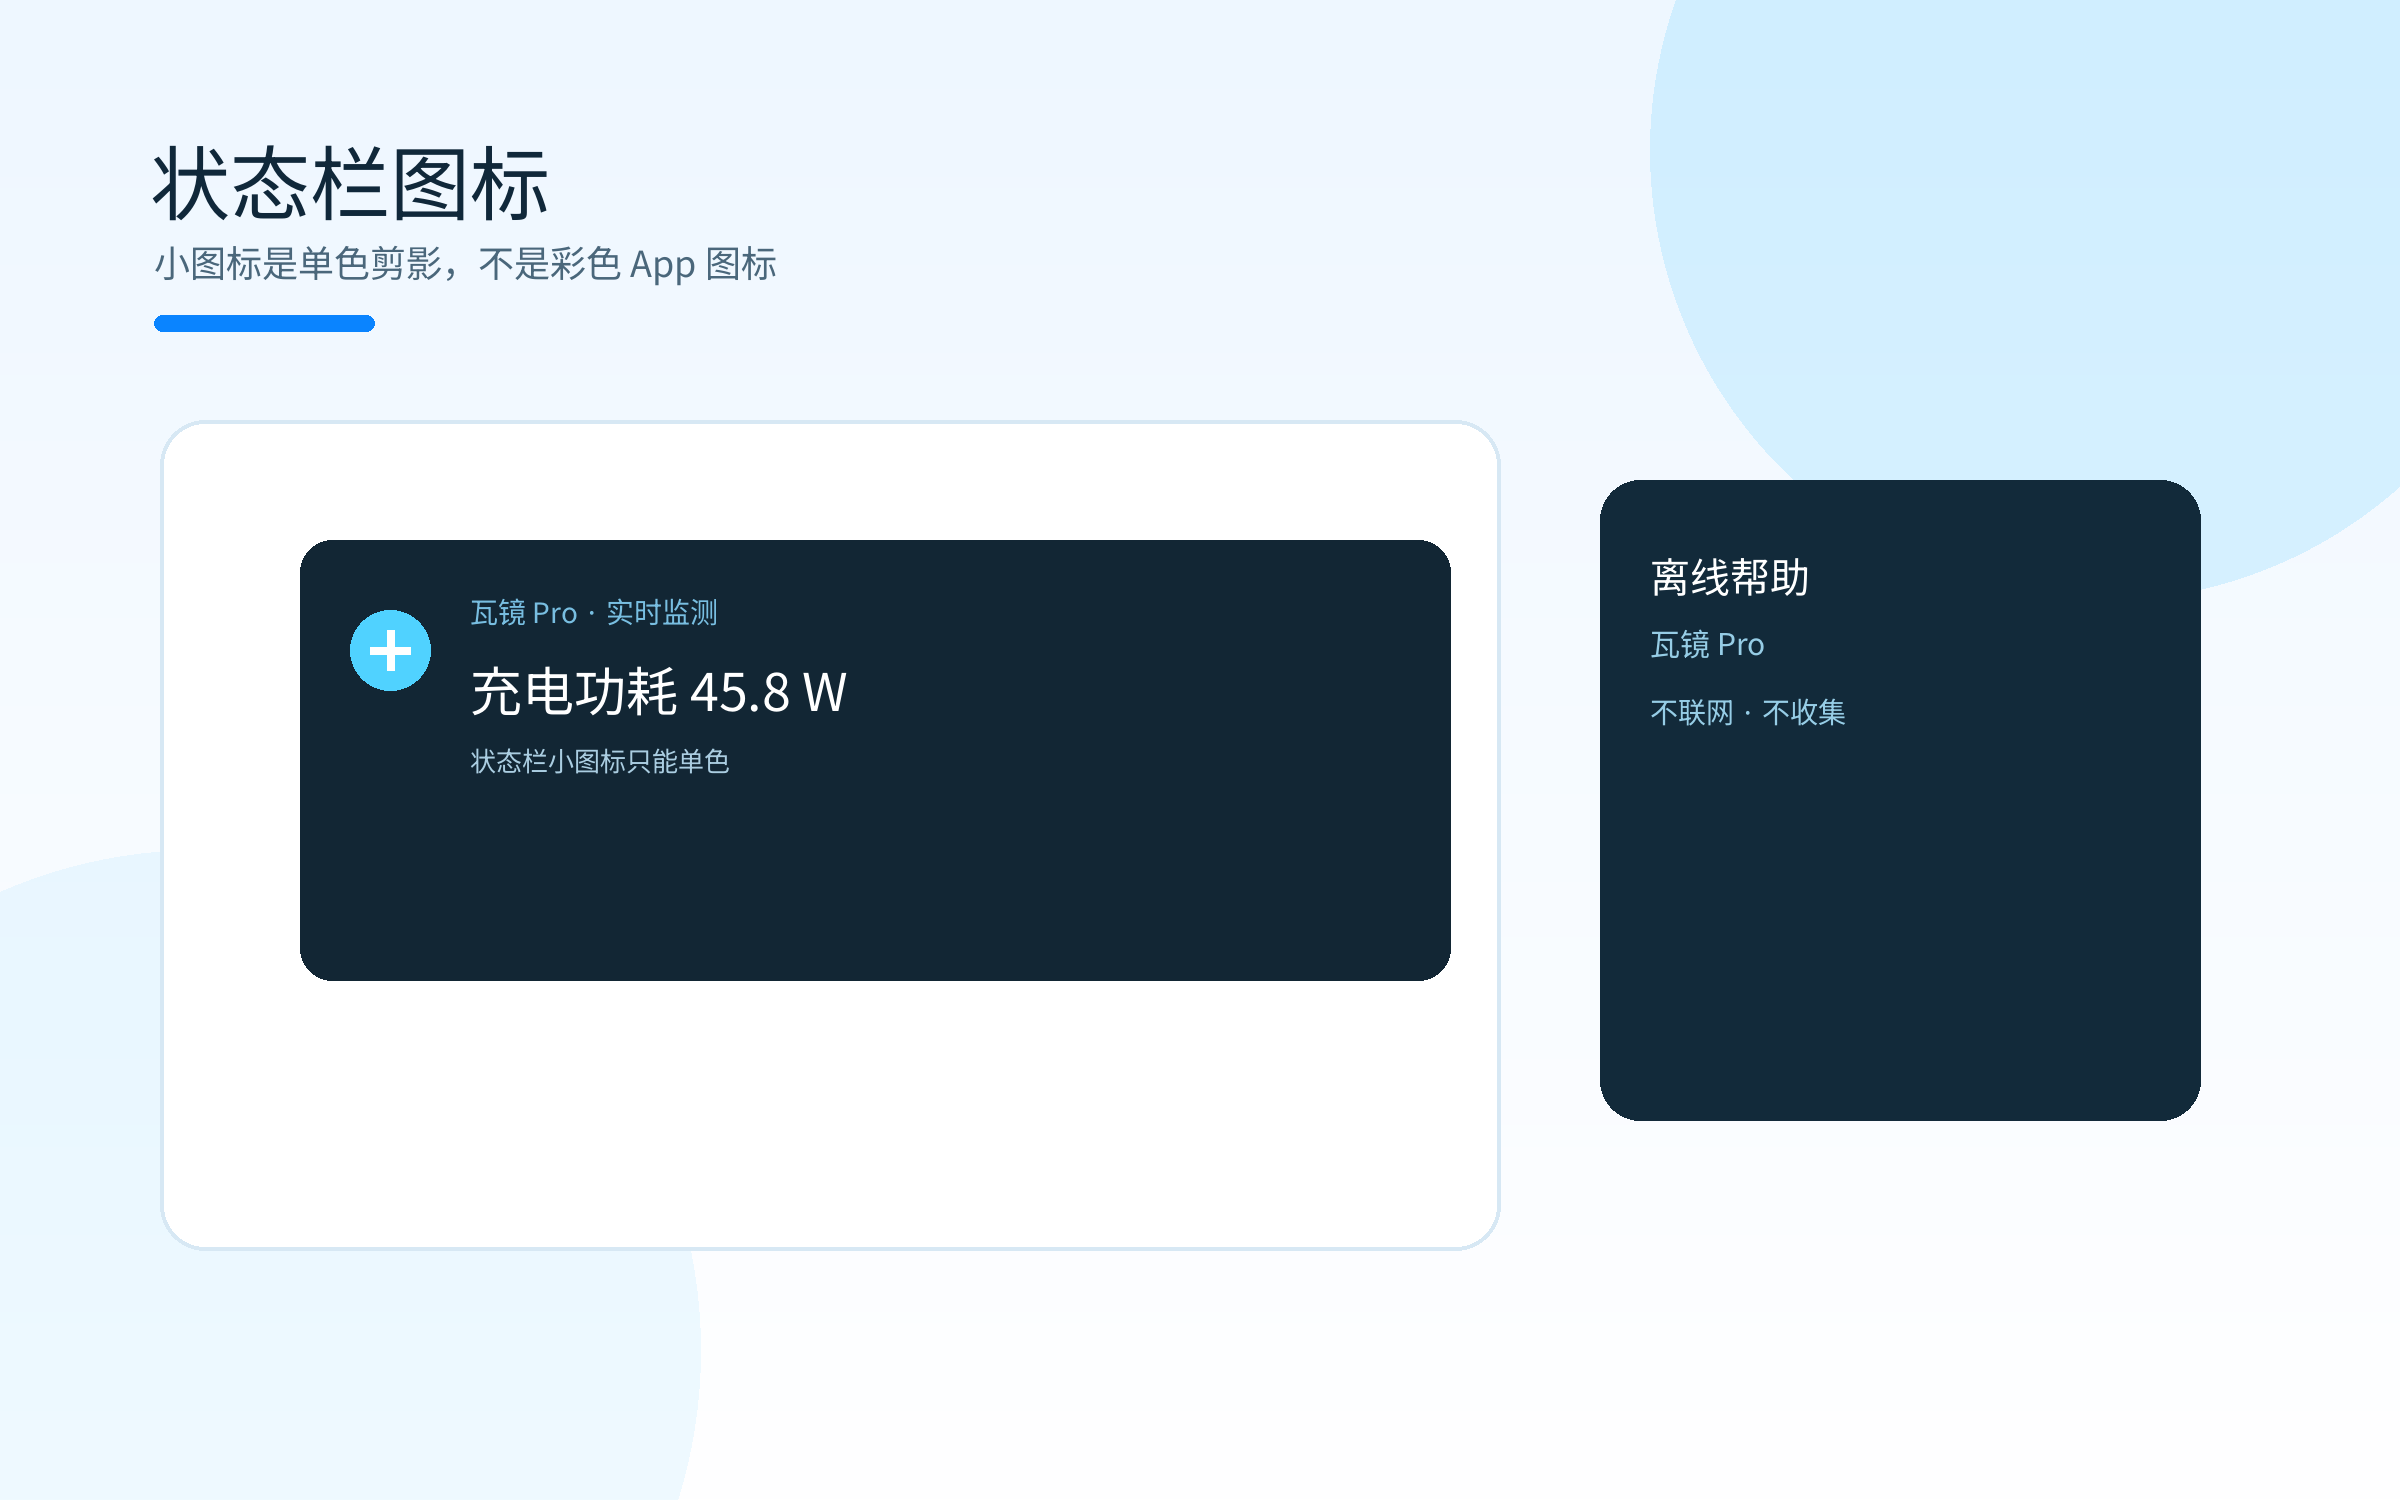 状态栏图标
小图标是单色剪影，不是彩色 App 图标
瓦镜 Pro · 实时监测
充电功耗 45.8 W
状态栏小图标只能单色
离线帮助
瓦镜 Pro
不联网 · 不收集